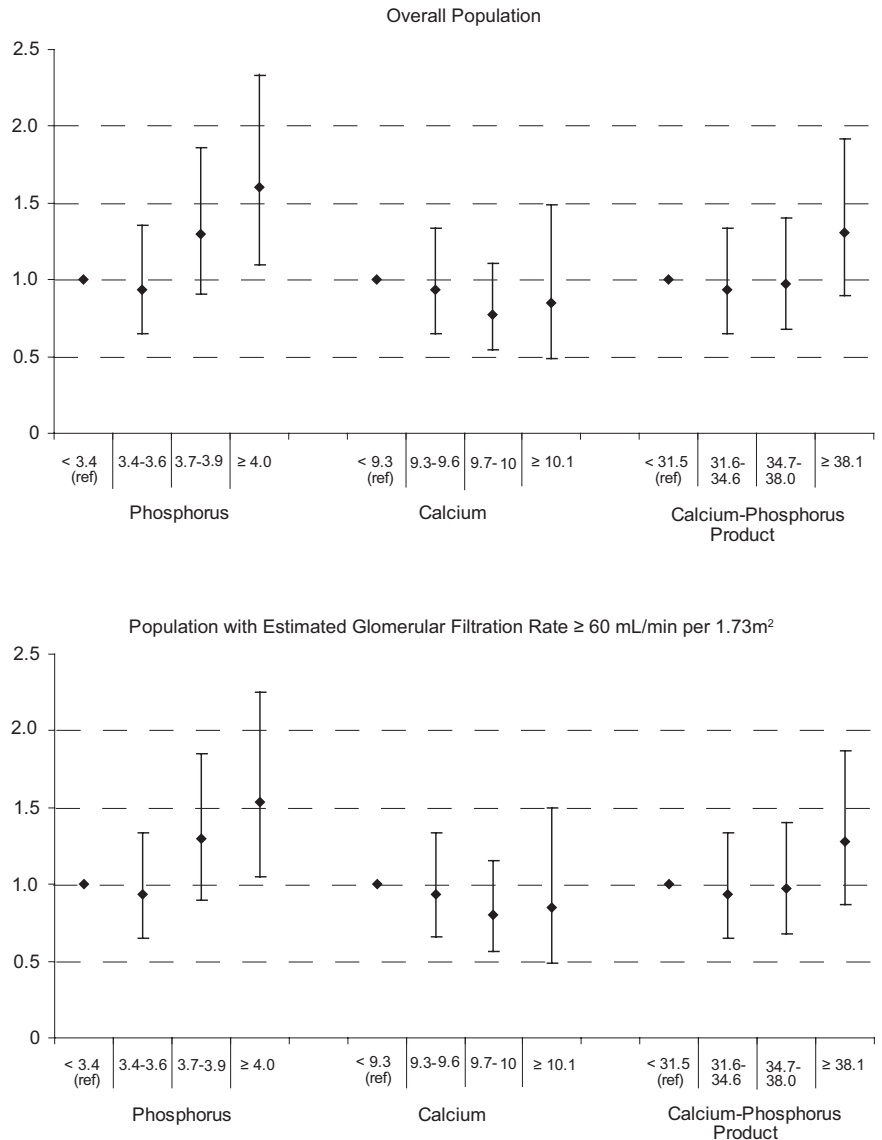 Overall Population
2.5
2.0
1.5
1.0
0.5
0
< 3.4 3.4-3.6 3.7-3.9 ≥ 4.0 < 9.3 9.3-9.6 9.7- 10 ≥ 10.1 < 31.5 31.6- 34.7- ≥ 38.1
(ref) (ref) (ref) 34.6 38.0
Phosphorus Calcium Calcium-Phosphorus
Product
Population with Estimated Glomerular Filtration Rate ≥ 60 mL/min per 1.73m²
2.5
2.0
1.5
1.0
0.5
0
< 3.4 3.4-3.6 3.7-3.9 ≥ 4.0 < 9.3 9.3-9.6 9.7- 10 ≥ 10.1 < 31.5 31.6- 34.7- ≥ 38.1
(ref) (ref) (ref) 34.6 38.0
Phosphorus Calcium Calcium-Phosphorus
Product